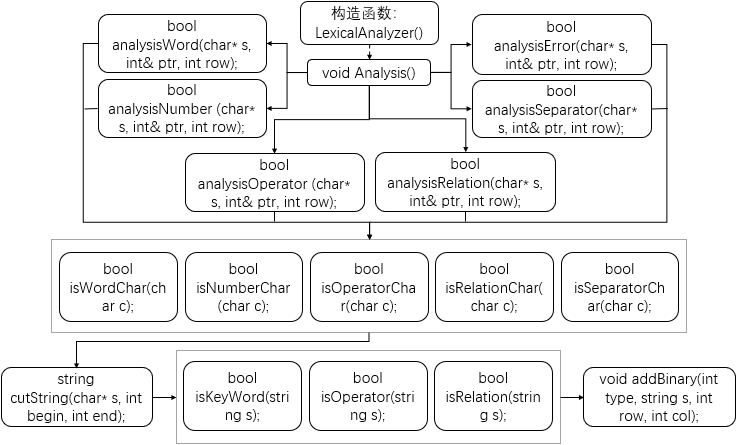 构造函数：
LexicalAnalyzer()
bool
analysisWord(char* s,
int& ptr, int row);
void Analysis()
bool
analysisError(char* s,
int& ptr, int row);
bool
analysisNumber (char*
s, int& ptr, int row);
bool
analysisSeparator(char*
s, int& ptr, int row);
bool
analysisOperator (char*
s, int& ptr, int row);
bool
analysisRelation(char* s,
int& ptr, int row);
bool
isWordChar(ch
ar c);
bool
isNumberChar
(char c);
bool
isOperatorCha
r(char c);
bool
isRelationChar(
char c);
bool
isSeparatorCh
ar(char c);
string
cutString(char* s, int
begin, int end);
bool
isKeyWord(stri
ng s);
bool
isOperator(stri
ng s);
bool
isRelation(strin
g s);
void addBinary(int
type, string s, int
row, int col);